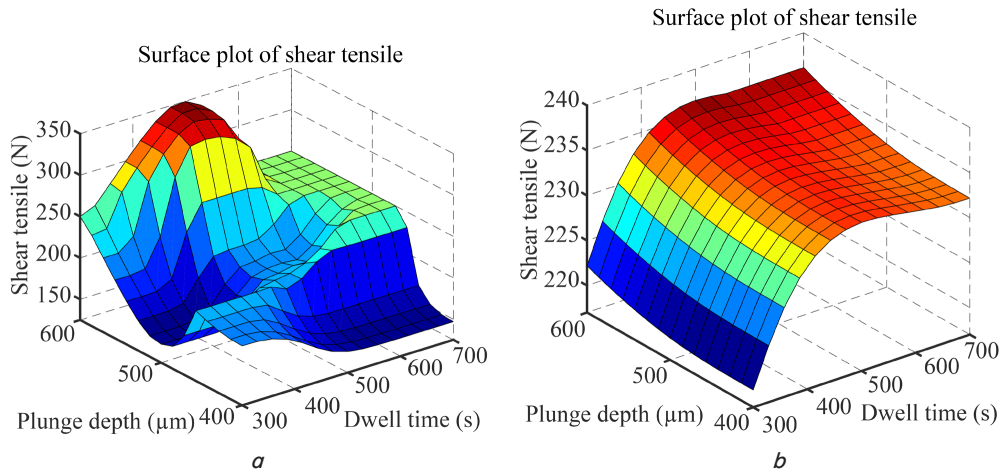 Surface plot of shear tensile
350
300
250
200
150
Shear tensile (N)
600
500
400
Plunge depth (µm)
300
400
500
600
700
Dwell time (s)
a
Surface plot of shear tensile
240
235
230
225
220
Shear tensile (N)
600
500
400
Plunge depth (µm)
300
400
500
600
700
Dwell time (s)
b